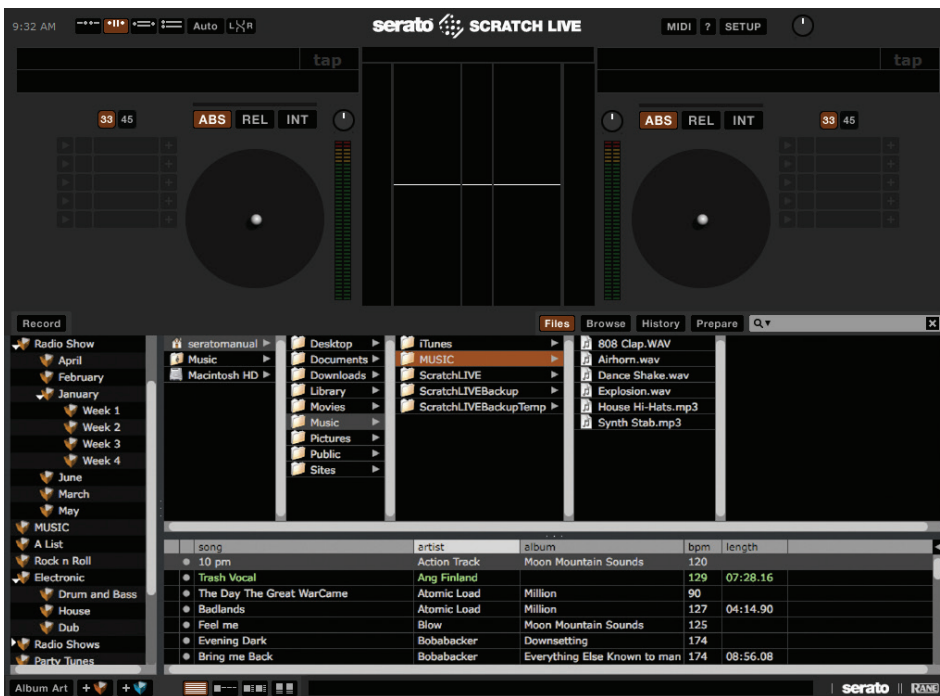 9:32 AM Auto L R serato SCRATCH LIVE MIDI ? SETUP
tap tap
33 45 ABS REL INT ABS REL INT 33 45
Record Files Browse History Prepare
Radio Show
April
February
January
Week 1
Week 2
Week 3
Week 4
June
March
May
MUSIC
A List
Rock n Roll
Electronic
Drum and Bass
House
Dub
Radio Shows
Party Tunes
seratomanual
Music
Macintosh HD
Desktop
Documents
Downloads
Library
Movies
Music
Pictures
Public
Sites
iTunes
MUSIC
ScratchLIVE
ScratchLIVEBackup
ScratchLIVEBackupTemp
808 Clap.WAV
Airhorn.wav
Dance Shake.wav
Explosion.wav
House Hi-Hats.mp3
Synth Stab.mp3
song artist album bpm length
10 pm Action Track Moon Mountain Sounds 120
Trash Vocal Ang Finland 129 07:28.16
The Day The Great WarCame Atomic Load Million 90
Badlands Atomic Load Million 127 04:14.90
Feel me Blow Moon Mountain Sounds 125
Evening Dark Bobabacker Downsetting 174
Bring me Back Bobabacker Everything Else Known to man 174 08:56.08
Album Art serato RANE